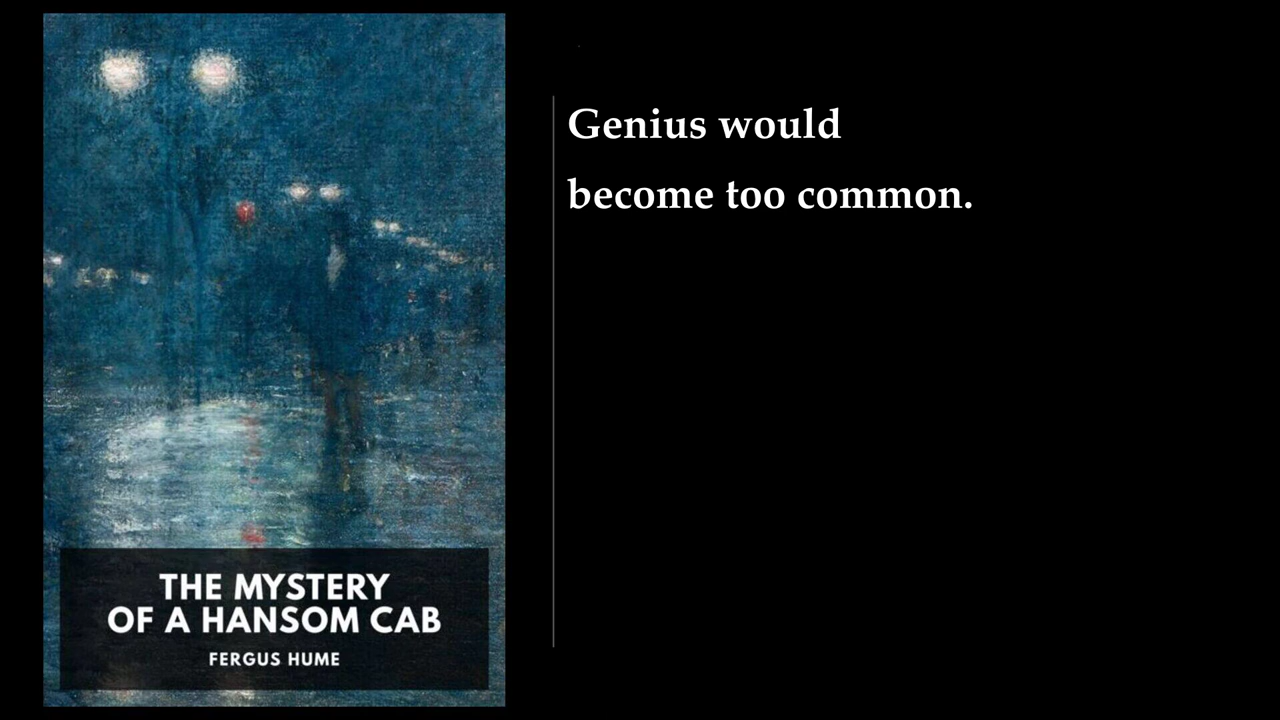 Genius would
become too common.
THE MYSTERY
OF A HANSOM CAB
FERGUS HUME